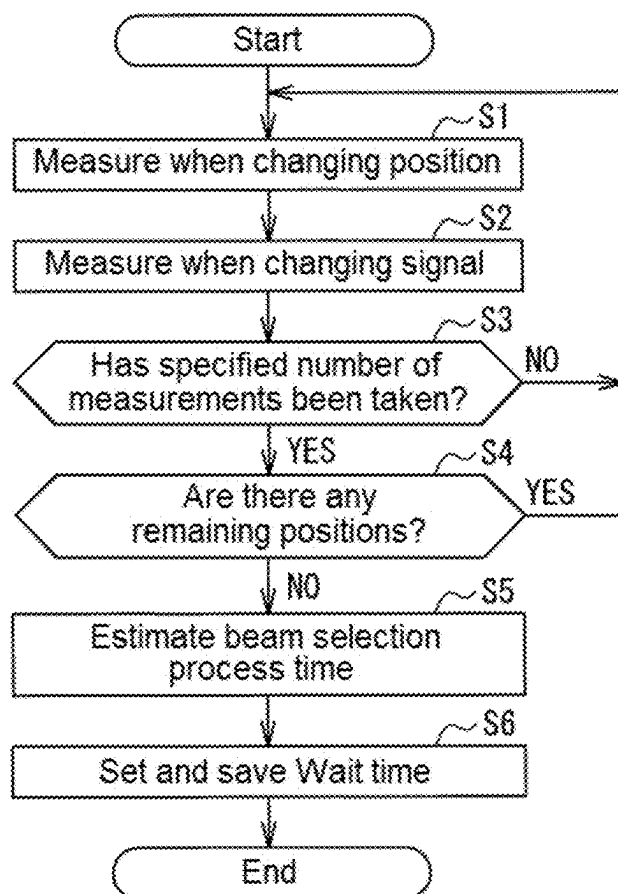 Start
S1
Measure when changing position
S2
Measure when changing signal
S3
Has specified number of
measurements been taken?
NO
YES
S4
Are there any
remaining positions?
YES
NO
S5
Estimate beam selection
process time
S6
Set and save Wait time
End